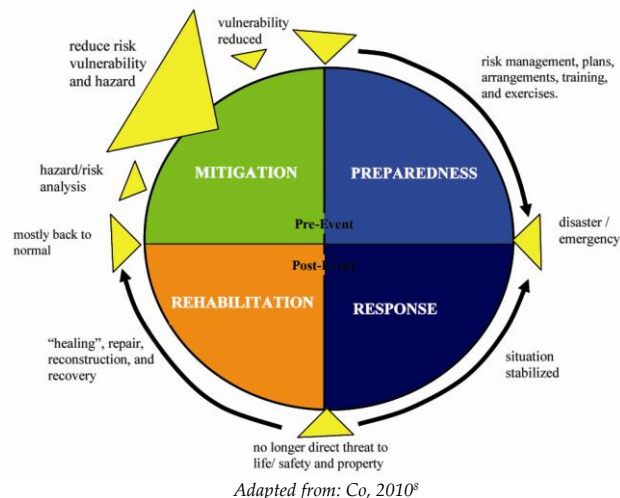 vulnerability
reduced
reduce risk
vulnerability
and hazard
risk management, plans,
arrangements, training,
and exercises.
hazard/risk
analysis
MITIGATION
PREPAREDNESS
mostly back to
normal
Pre-Event
disaster /
emergency
Post-Event
REHABILITATION
RESPONSE
“healing”, repair,
reconstruction, and
recovery
situation
stabilized
no longer direct threat to
life/ safety and property
Adapted from: Co, 2010⁸